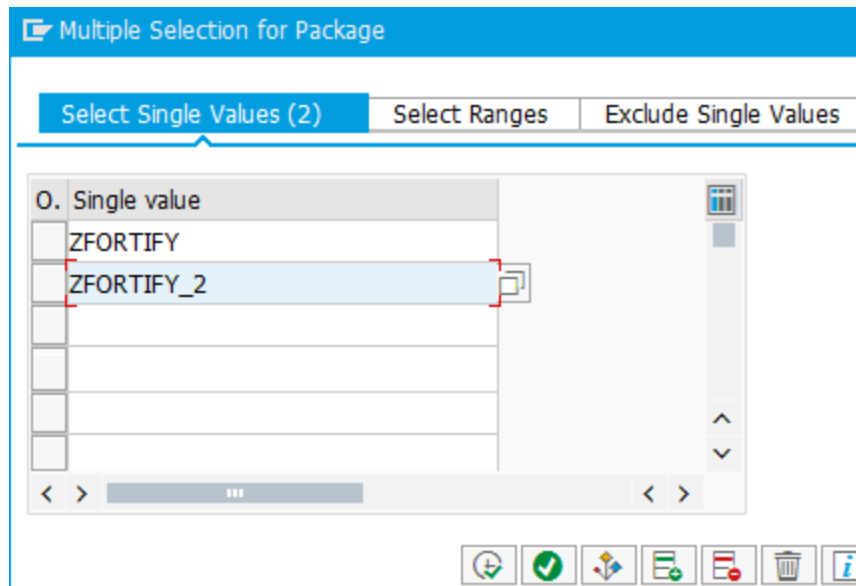 Multiple Selection for Package
Select Single Values (2) Select Ranges Exclude Single Values
O. Single value
ZFORTIFY
ZFORTIFY_2